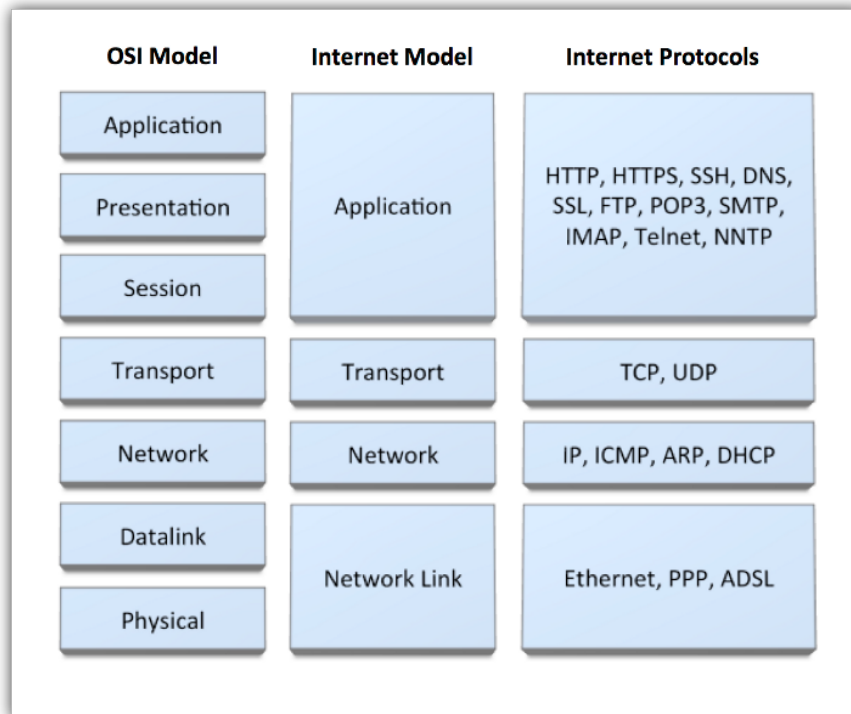 OSI Model
Internet Model
Internet Protocols
Application
Presentation
Session
Transport
Network
Datalink
Physical
Application
Transport
Network
Network Link
HTTP, HTTPS, SSH, DNS,
SSL, FTP, POP3, SMTP,
IMAP, Telnet, NNTP
TCP, UDP
IP, ICMP, ARP, DHCP
Ethernet, PPP, ADSL